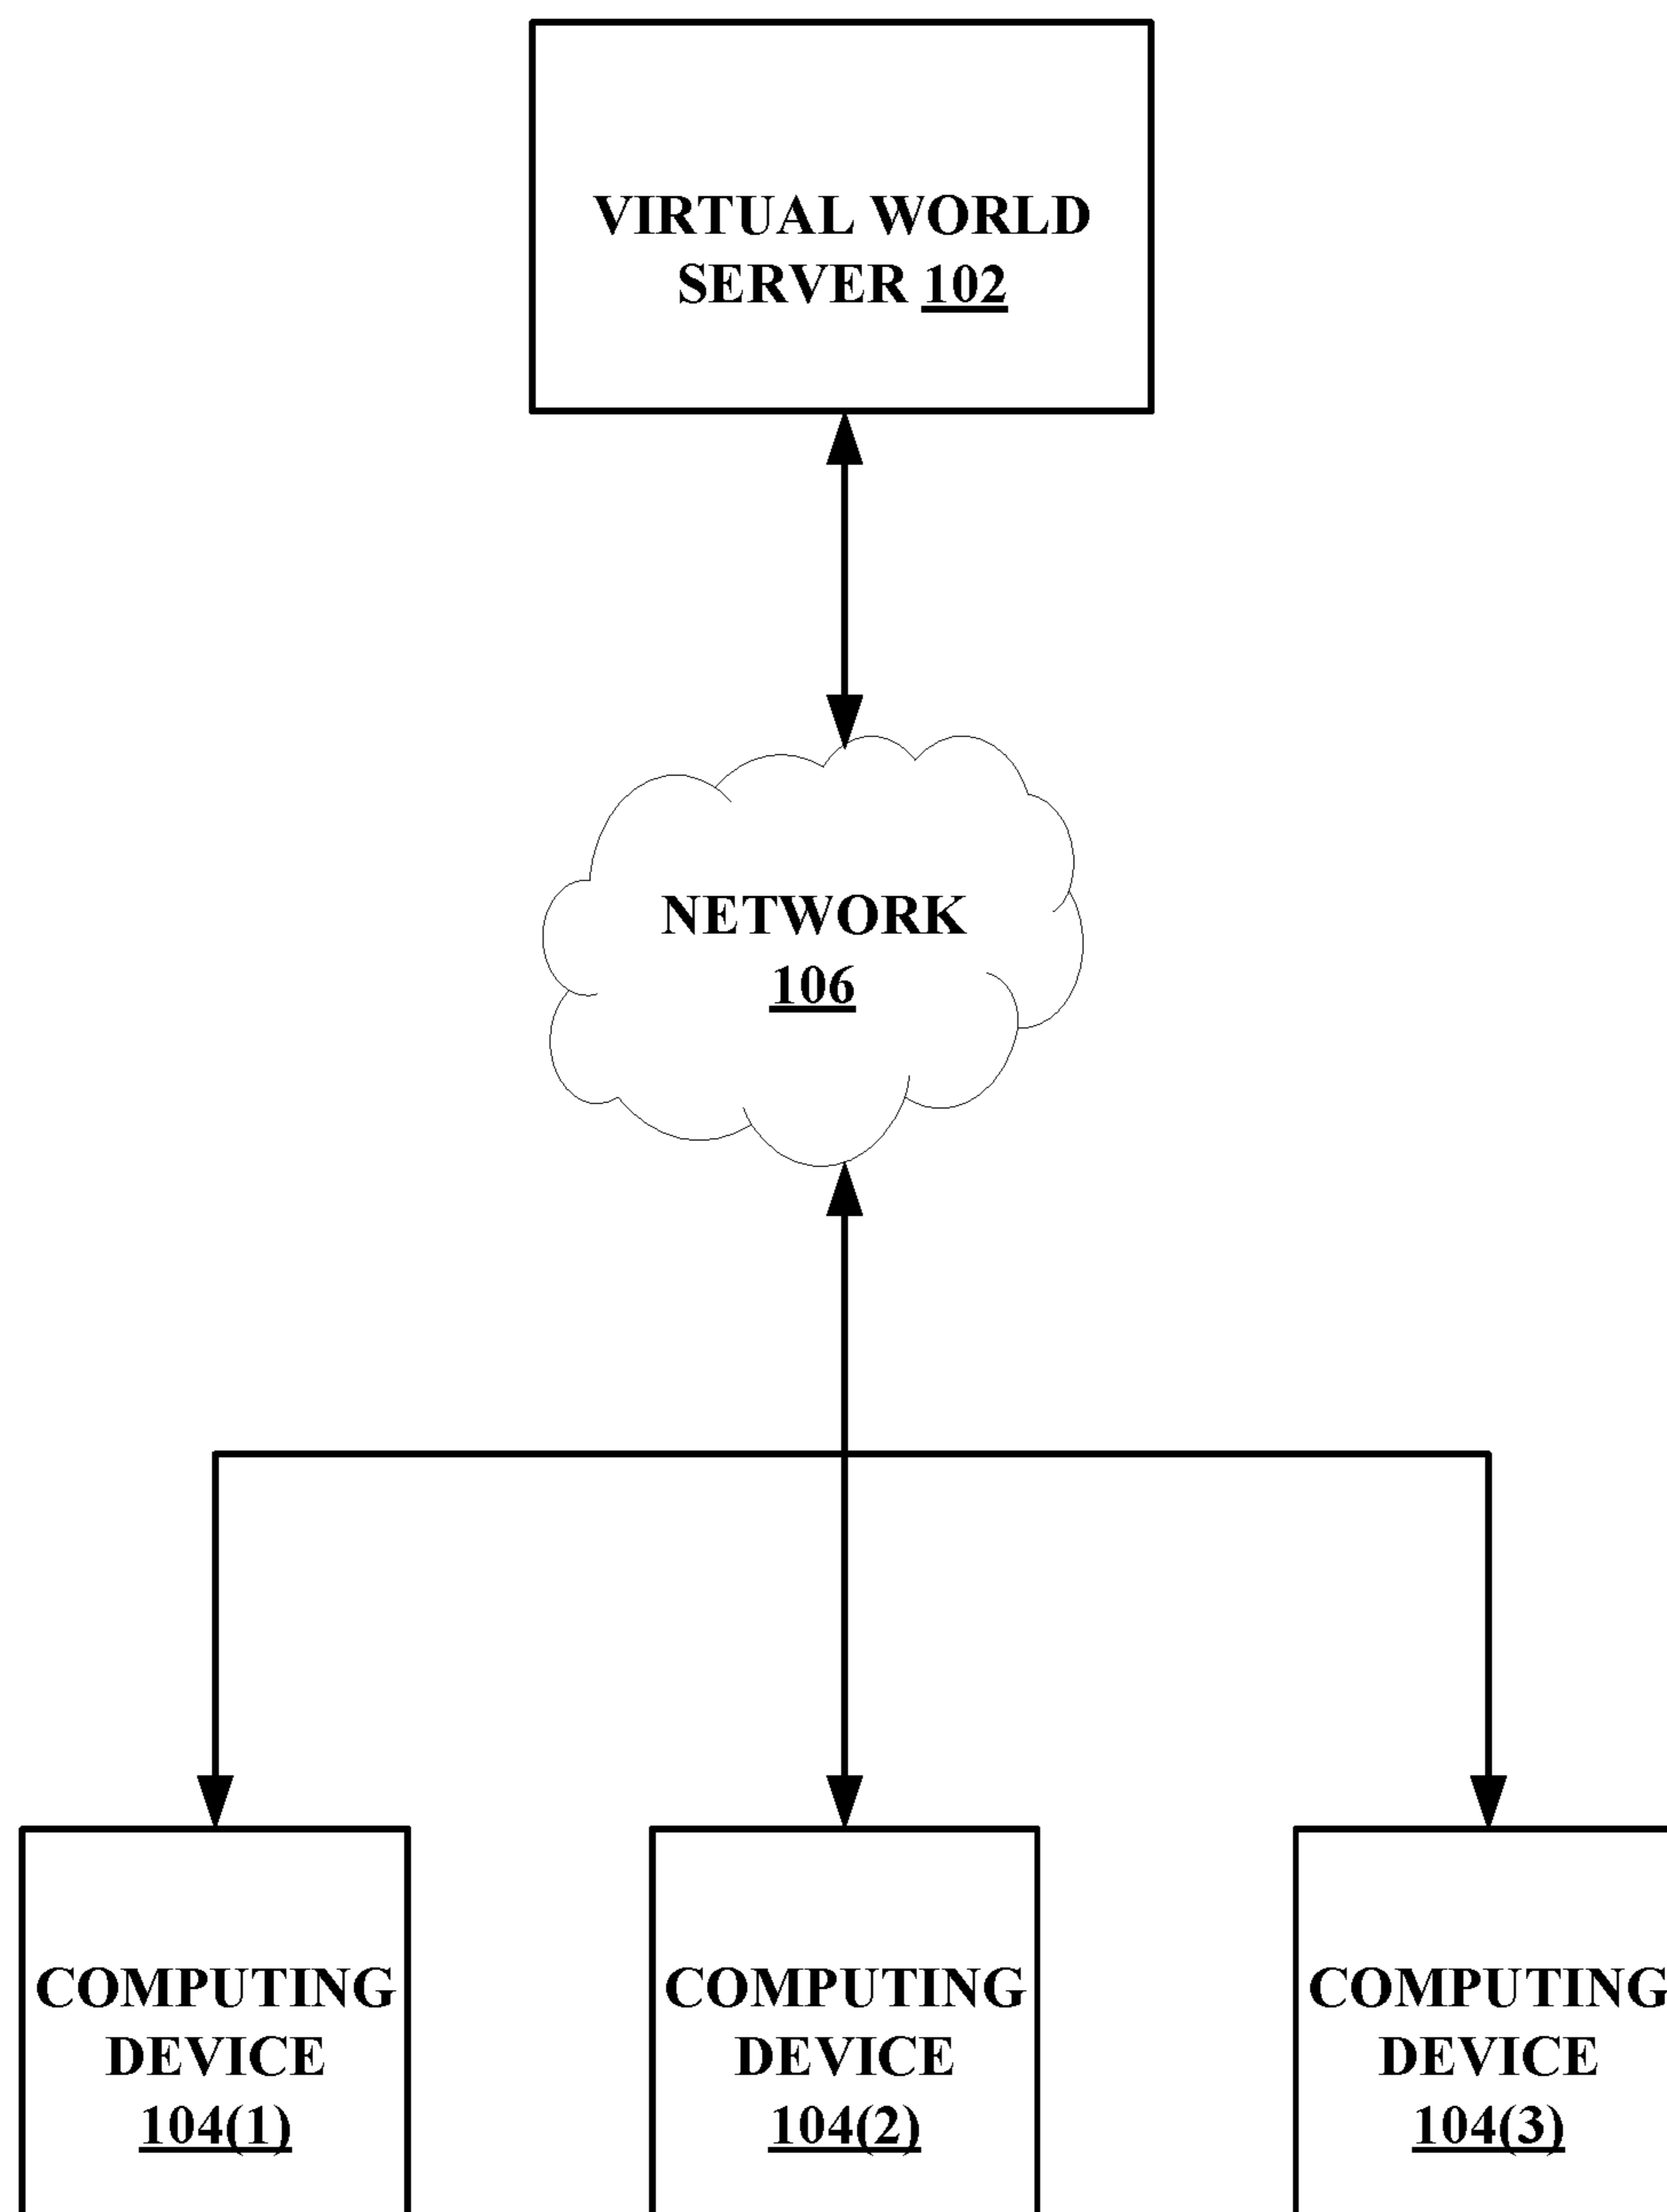 VIRTUAL WORLD
SERVER 102
NETWORK
106
COMPUTING
DEVICE
104(1)
COMPUTING
DEVICE
104(2)
COMPUTING
DEVICE
104(3)